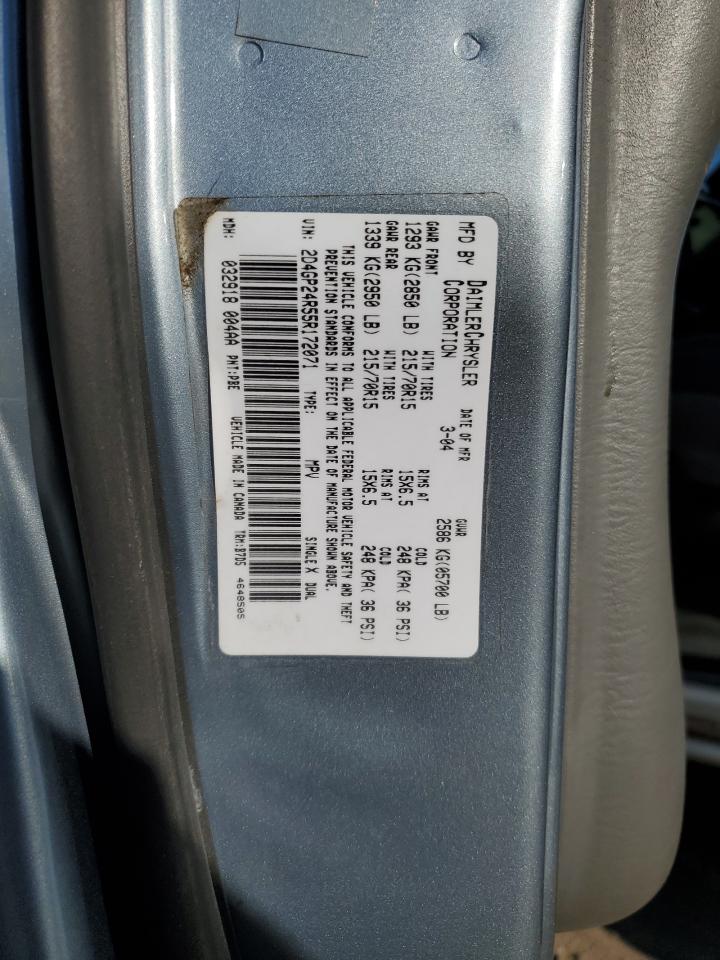 MFD BY DAIMLERCHRYSLER CORPORATION
DATE OF MFR 3-04
GVWR 2586 KG(05700 LB)
GAWR FRONT WITH TIRES RIMS AT COLD
1293 KG(2850 LB) 215/70R15 15X6.5 248 KPA( 36 PSI)
GAWR REAR WITH TIRES RIMS AT COLD
1339 KG(2950 LB) 215/70R15 15X6.5 248 KPA( 36 PSI)
THIS VEHICLE CONFORMS TO ALL APPLICABLE FEDERAL MOTOR VEHICLE SAFETY AND THEFT
PREVENTION STANDARDS IN EFFECT ON THE DATE OF MANUFACTURE SHOWN ABOVE.
VIN: 2D4GP24R55R172071 TYPE: MPV SINGLE X DUAL
MDH: 032918 004AA PNT:PBE VEHICLE MADE IN CANADA TRM:B7D5 4648505